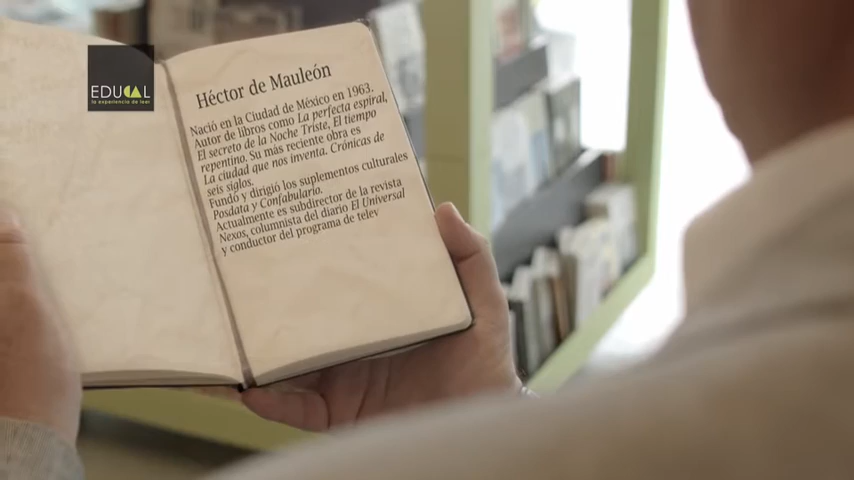 EDUCAL
la experiencia de leer
Héctor de Mauleón
Nació en la Ciudad de México en 1963.
Autor de libros como La perfecta espiral,
El secreto de la Noche Triste, El tiempo
repentino. Su más reciente obra es
La ciudad que nos inventa. Crónicas de
seis siglos.
Fundó y dirigió los suplementos culturales
Posdata y Confabulario.
Actualmente es subdirector de la revista
Nexos, columnista del diario El Universal
y conductor del programa de telev